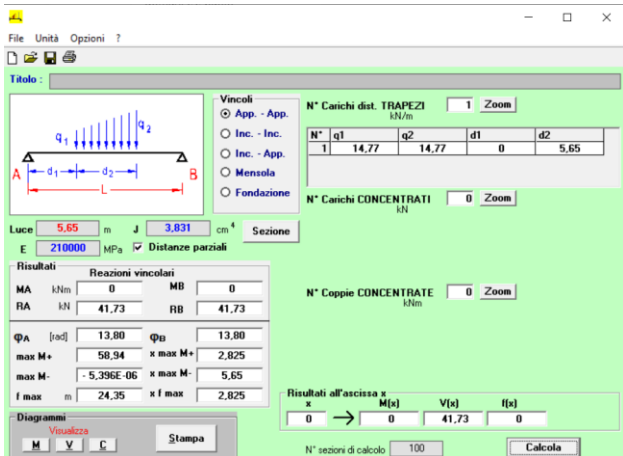 File Unità Opzioni ?
Titolo :
q1 q2
A d1 d2 B
L
Vincoli
App. - App.
Inc. - Inc.
Inc. - App.
Mensola
Fondazione
N° Carichi dist. TRAPEZI 1 Zoom
kN/m
N° q1 q2 d1 d2
1 14,77 14,77 0 5,65
N° Carichi CONCENTRATI 0 Zoom
kN
Luce 5,65 m J 3,831 cm 4 Sezione
E 210000 MPa Distanze parziali
Risultati
Reazioni vincolari
MA kNm 0 MB 0
RA kN 41,73 RB 41,73
φA [rad] 13,80 φB 13,80
max M+ 58,94 x max M+ 2,825
max M- - 5,396E-06 x max M- 5,65
f max m 24,35 x f max 2,825
N° Coppie CONCENTRATE 0 Zoom
kNm
Risultati all'ascissa x
x M(x) V(x) f(x)
0 0 41,73 0
Diagrammi
Visualizza
M V C Stampa
N° sezioni di calcolo 100 Calcola